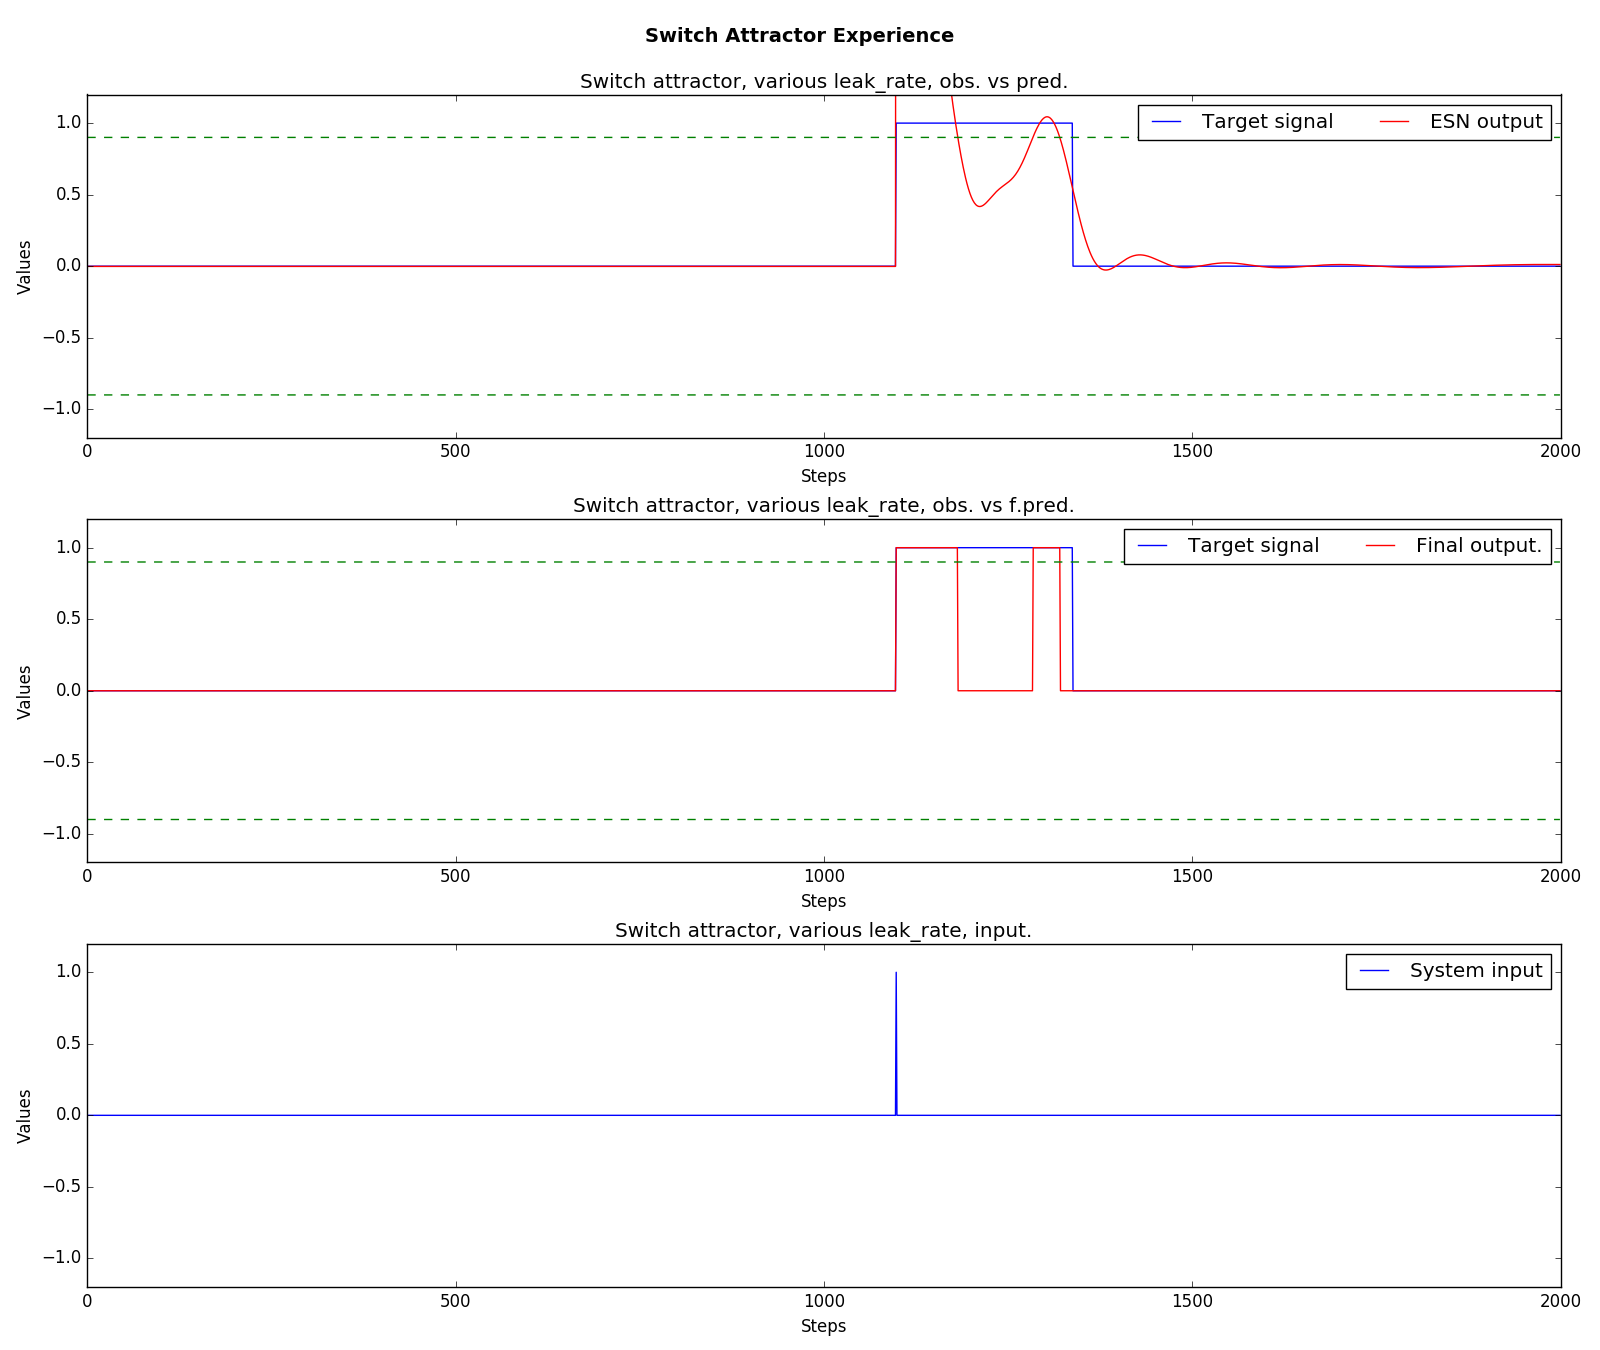 Switch Attractor Experience
Switch attractor, various leak_rate, obs. vs pred.
1.0
0.5
0.0
−0.5
−1.0
Values
Target signal
ESN output
0
500
1000
1500
2000
Steps
Switch attractor, various leak_rate, obs. vs f.pred.
1.0
0.5
0.0
−0.5
−1.0
Values
Target signal
Final output.
0
500
1000
1500
2000
Steps
Switch attractor, various leak_rate, input.
1.0
0.5
0.0
−0.5
−1.0
Values
System input
0
500
1000
1500
2000
Steps